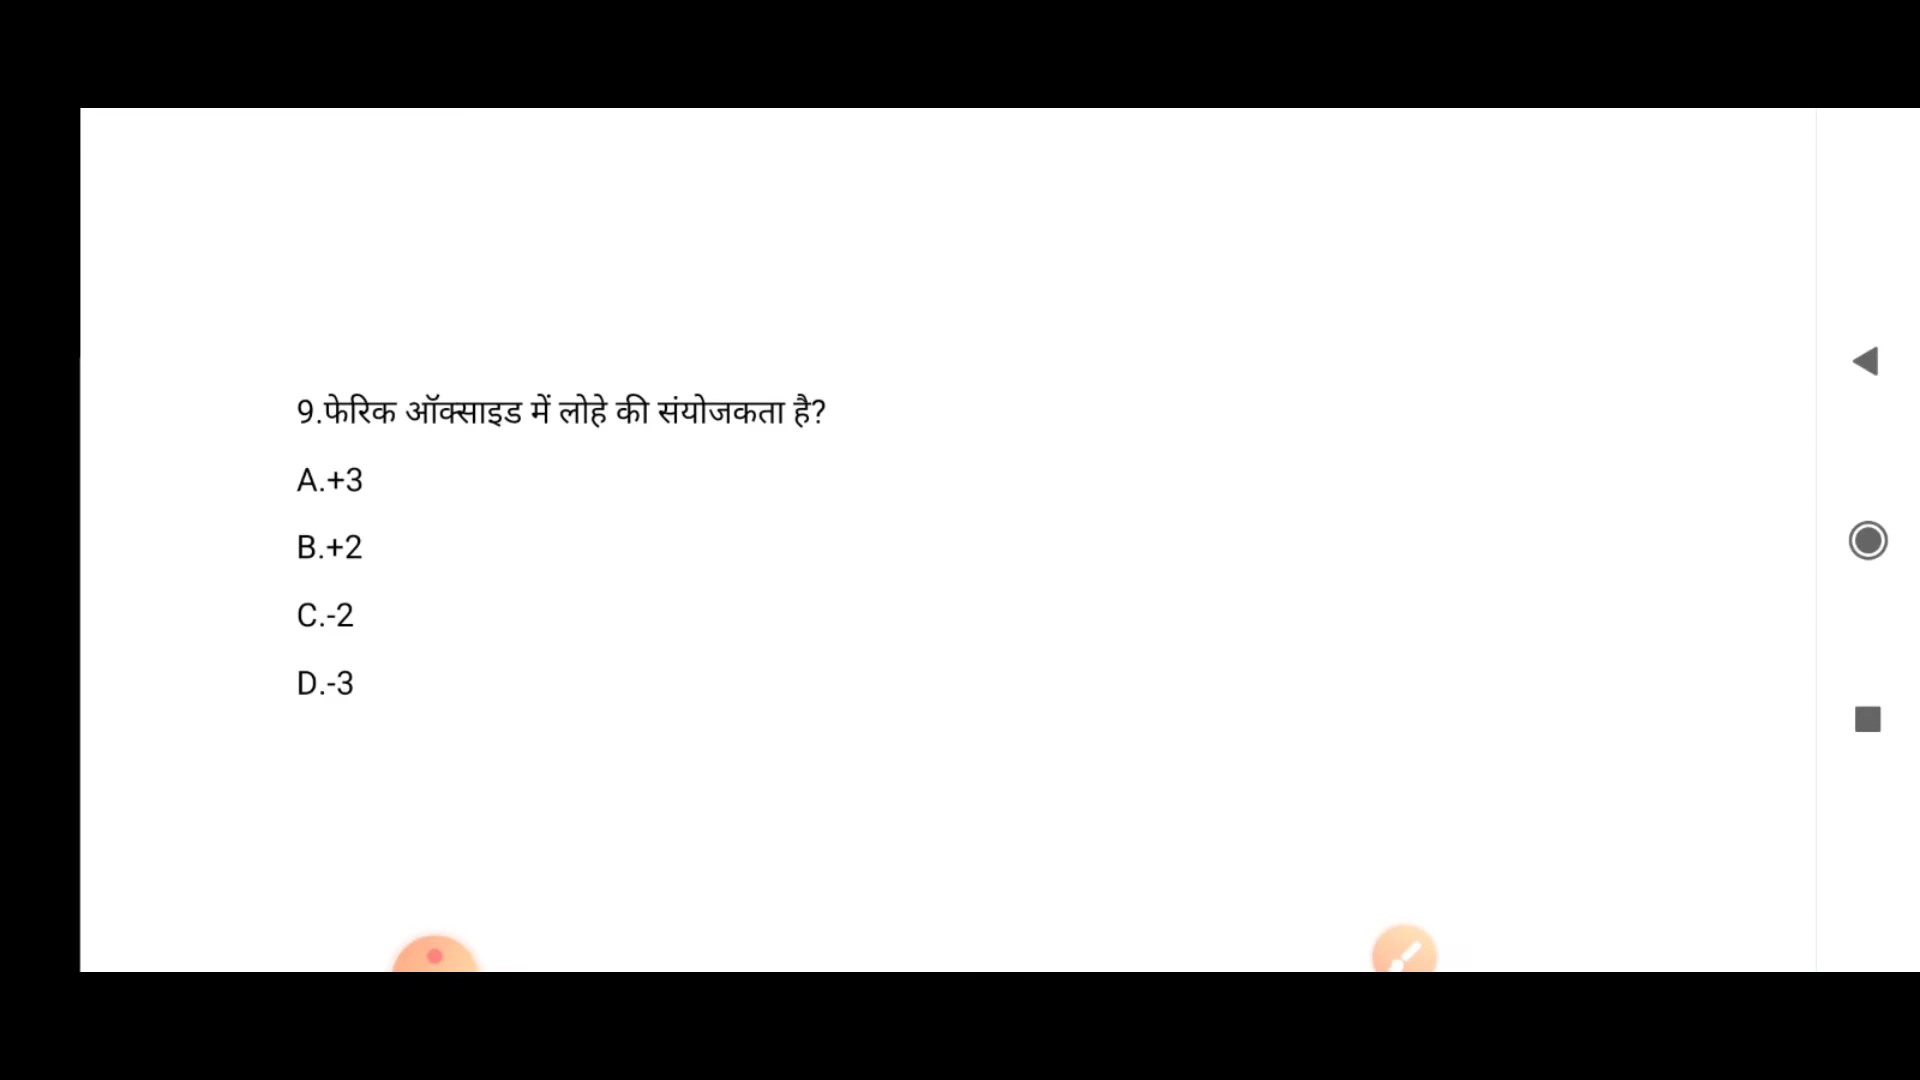 9.फेरिक ऑक्साइड में लोहे की संयोजकता है?
A.+3
B.+2
C.-2
D.-3